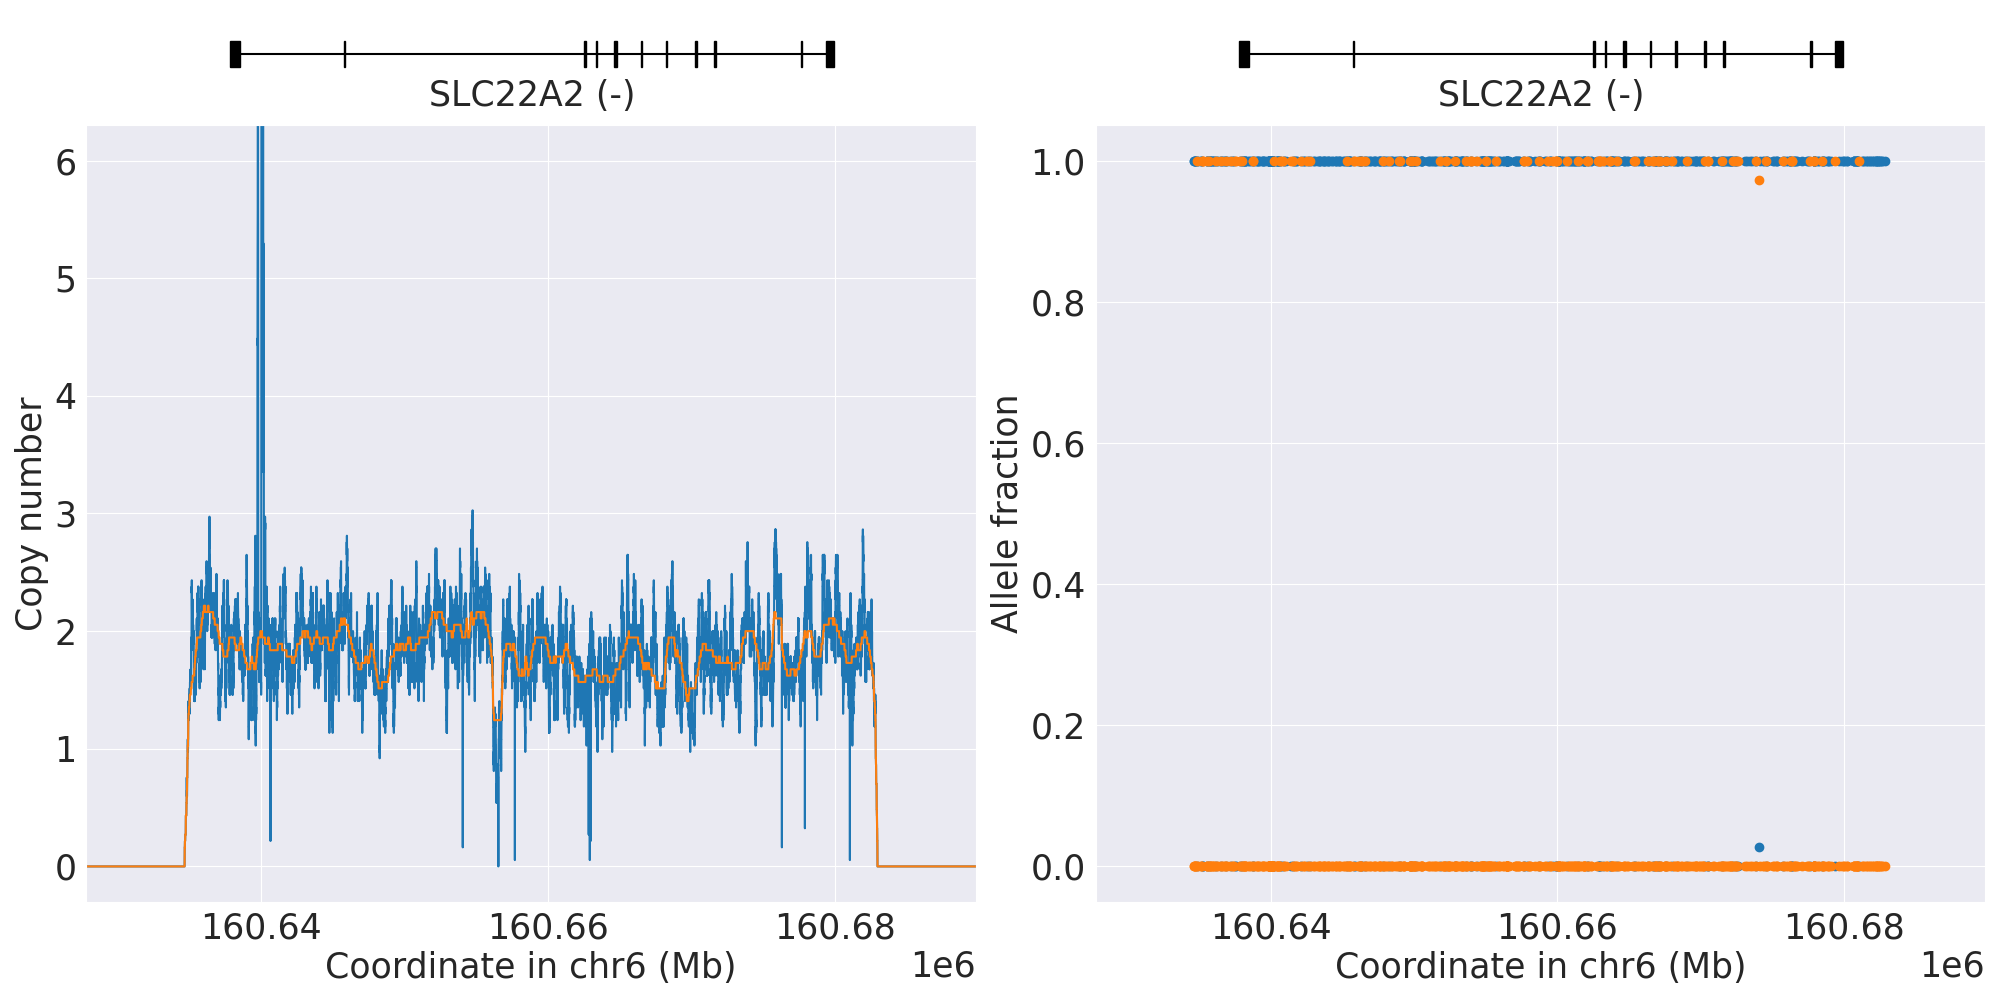 SLC22A2 (-)
SLC22A2 (-)
Copy number
6
5
4
3
2
1
0
160.64
160.66
160.68
Coordinate in chr6 (Mb)
1e6
Allele fraction
1.0
0.8
0.6
0.4
0.2
0.0
160.64
160.66
160.68
Coordinate in chr6 (Mb)
1e6